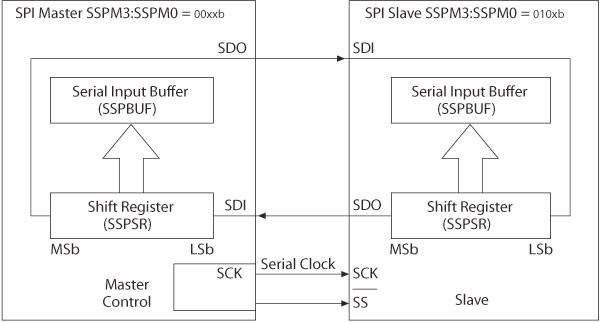 SPI Master SSPM3:SSPM0 = 00xxb
SPI Slave SSPM3:SSPM0 = 010xb
SDO
SDI
Serial Input Buffer
(SSPBUF)
Serial Input Buffer
(SSPBUF)
Shift Register
(SSPSR)
SDI
SDO
Shift Register
(SSPSR)
MSb
LSb
MSb
LSb
SCK
Serial Clock
SCK
Master
Control
SS
Slave